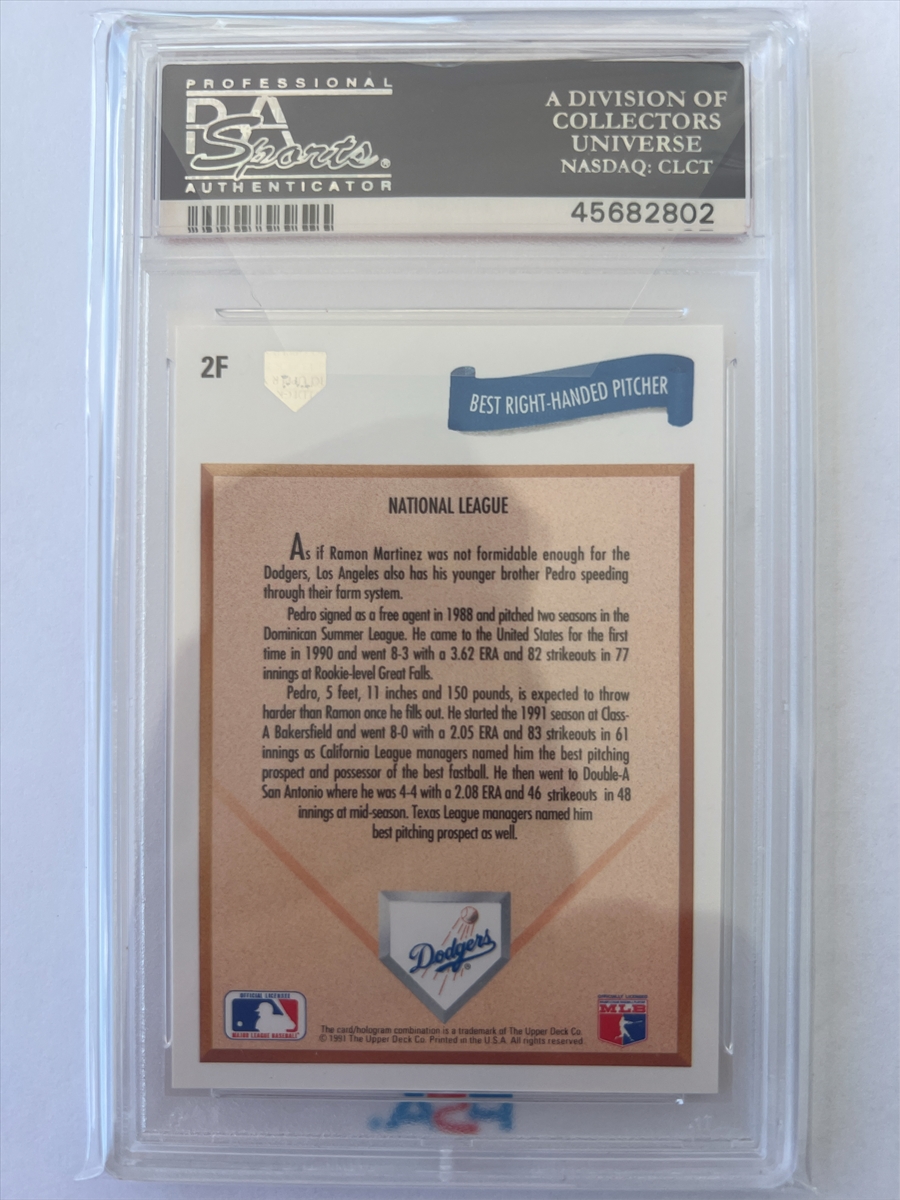 PROFESSIONAL
PSA
Sports®
AUTHENTICATOR
A DIVISION OF
COLLECTORS
UNIVERSE
NASDAQ: CLCT
45682802
2F
BEST RIGHT-HANDED PITCHER
NATIONAL LEAGUE
As if Ramon Martinez was not formidable enough for the
Dodgers, Los Angeles also has his younger brother Pedro speeding
through their farm system.
Pedro signed as a free agent in 1988 and pitched two seasons in the
Dominican Summer League. He came to the United States for the first
time in 1990 and went 8-3 with a 3.62 ERA and 82 strikeouts in 77
innings at Rookie-level Great Falls.
Pedro, 5 feet, 11 inches and 150 pounds, is expected to throw
harder than Ramon once he fills out. He started the 1991 season at Class-
A Bakersfield and went 8-0 with a 2.05 ERA and 83 strikeouts in 61
innings as California League managers named him the best pitching
prospect and possessor of the best fastball. He then went to Double-A
San Antonio where he was 4-4 with a 2.08 ERA and 46 strikeouts in 48
innings at mid-season. Texas League managers named him
best pitching prospect as well.
Dodgers
OFFICIAL LICENSEE
MAJOR LEAGUE BASEBALL
The card/hologram combination is a trademark of The Upper Deck Co.
© 1991 The Upper Deck Co. Printed in the U.S.A. All rights reserved.
MLB
PSA